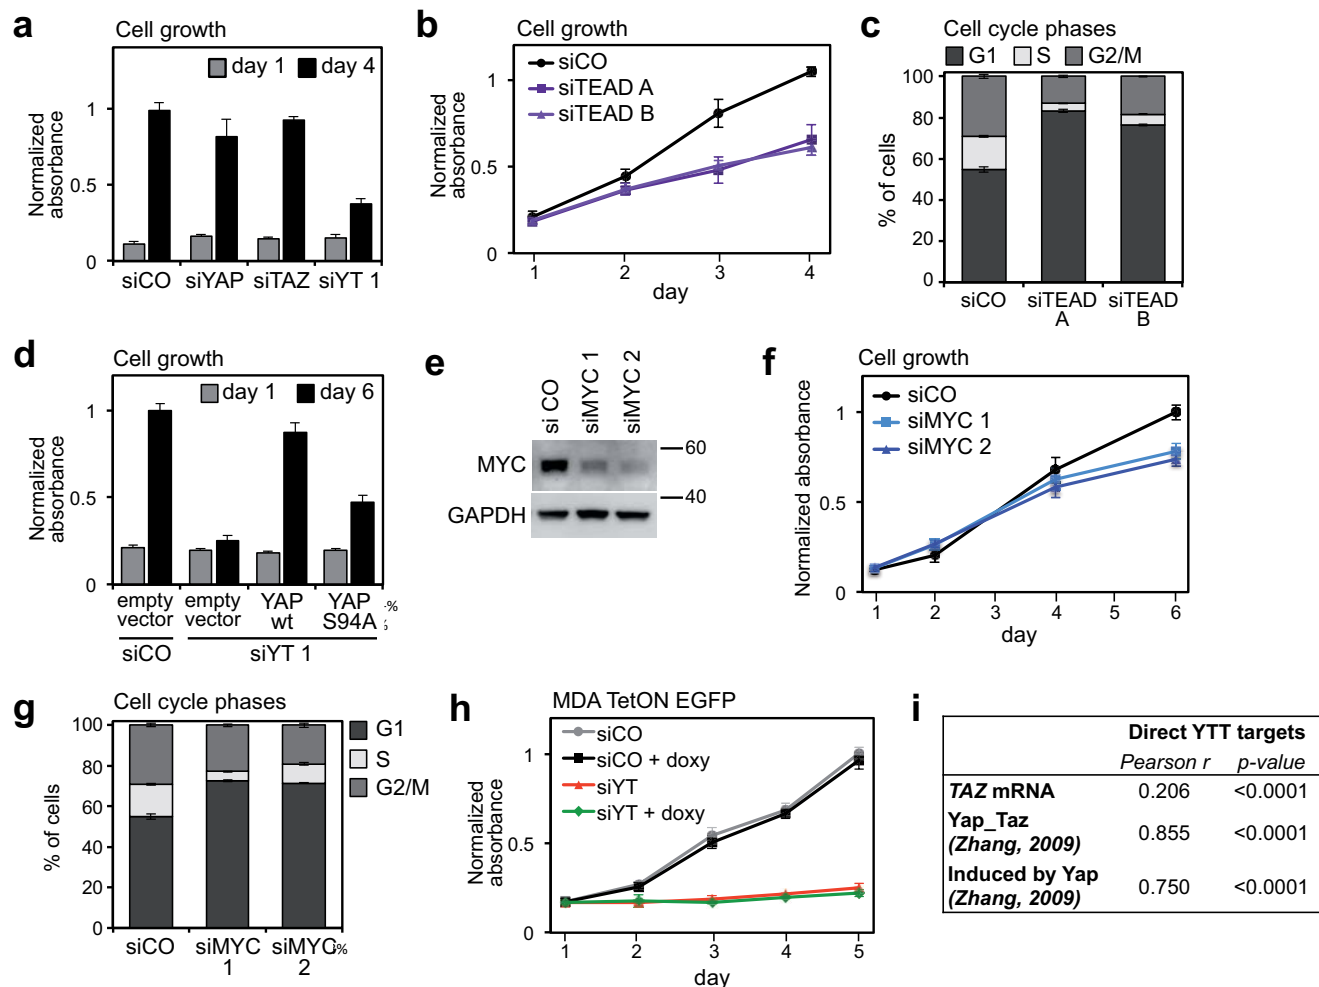 a
Cell growth
day 1
day 4
Normalized
absorbance
1
0.5
0
siCO
siYAP
siTAZ
siYT 1
b
Cell growth
siCO
siTEAD A
siTEAD B
Normalized
absorbance
1
0.5
0
1
2
3
4
day
c
Cell cycle phases
G1
S
G2/M
% of cells
100
80
60
40
20
0
siCO
siTEAD
A
siTEAD
B
d
Cell growth
day 1
day 6
Normalized
absorbance
1
0.5
0
empty
vector
empty
vector
YAP
wt
YAP
S94A
siCO
siYT 1
e
si CO
siMYC 1
siMYC 2
MYC
60
40
GAPDH
f
Cell growth
siCO
siMYC 1
siMYC 2
Normalized absorbance
1
0.5
0
1
2
3
4
5
6
day
g
Cell cycle phases
G1
S
G2/M
% of cells
100
80
60
40
20
0
siCO
siMYC
1
siMYC
2
h
MDA TetON EGFP
siCO
siCO + doxy
siYT
siYT + doxy
Normalized
absorbance
1
0.5
0
1
2
3
4
5
day
i
Direct YTT targets
Pearson r p-value
TAZ mRNA 0.206 <0.0001
Yap_Taz
(Zhang, 2009) 0.855 <0.0001
Induced by Yap
(Zhang, 2009) 0.750 <0.0001